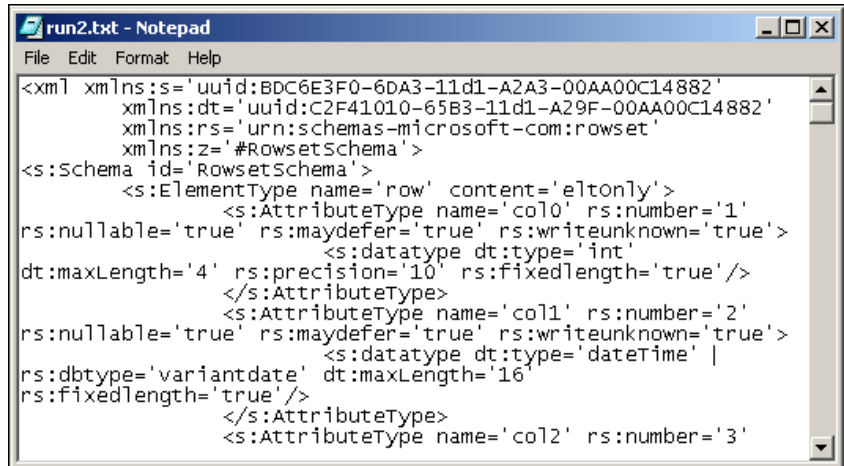 run2.txt - Notepad
File Edit Format Help
<xml xmlns:s='uuid:BDC6E3F0-6DA3-11d1-A2A3-00AA00C14882'
xmlns:dt='uuid:C2F41010-65B3-11d1-A29F-00AA00C14882'
xmlns:rs='urn:schemas-microsoft-com:rowset'
xmlns:z='#RowsetSchema'>
<s:Schema id='RowsetSchema'>
<s:ElementType name='row' content='eltOnly'>
<s:AttributeType name='col0' rs:number='1'
rs:nullable='true' rs:maydefer='true' rs:writeunknown='true'>
<s:datatype dt:type='int'
dt:maxLength='4' rs:precision='10' rs:fixedlength='true'/>
</s:AttributeType>
<s:AttributeType name='col1' rs:number='2'
rs:nullable='true' rs:maydefer='true' rs:writeunknown='true'>
<s:datatype dt:type='dateTime' |
rs:dbtype='variantdate' dt:maxLength='16'
rs:fixedlength='true'/>
</s:AttributeType>
<s:AttributeType name='col2' rs:number='3'